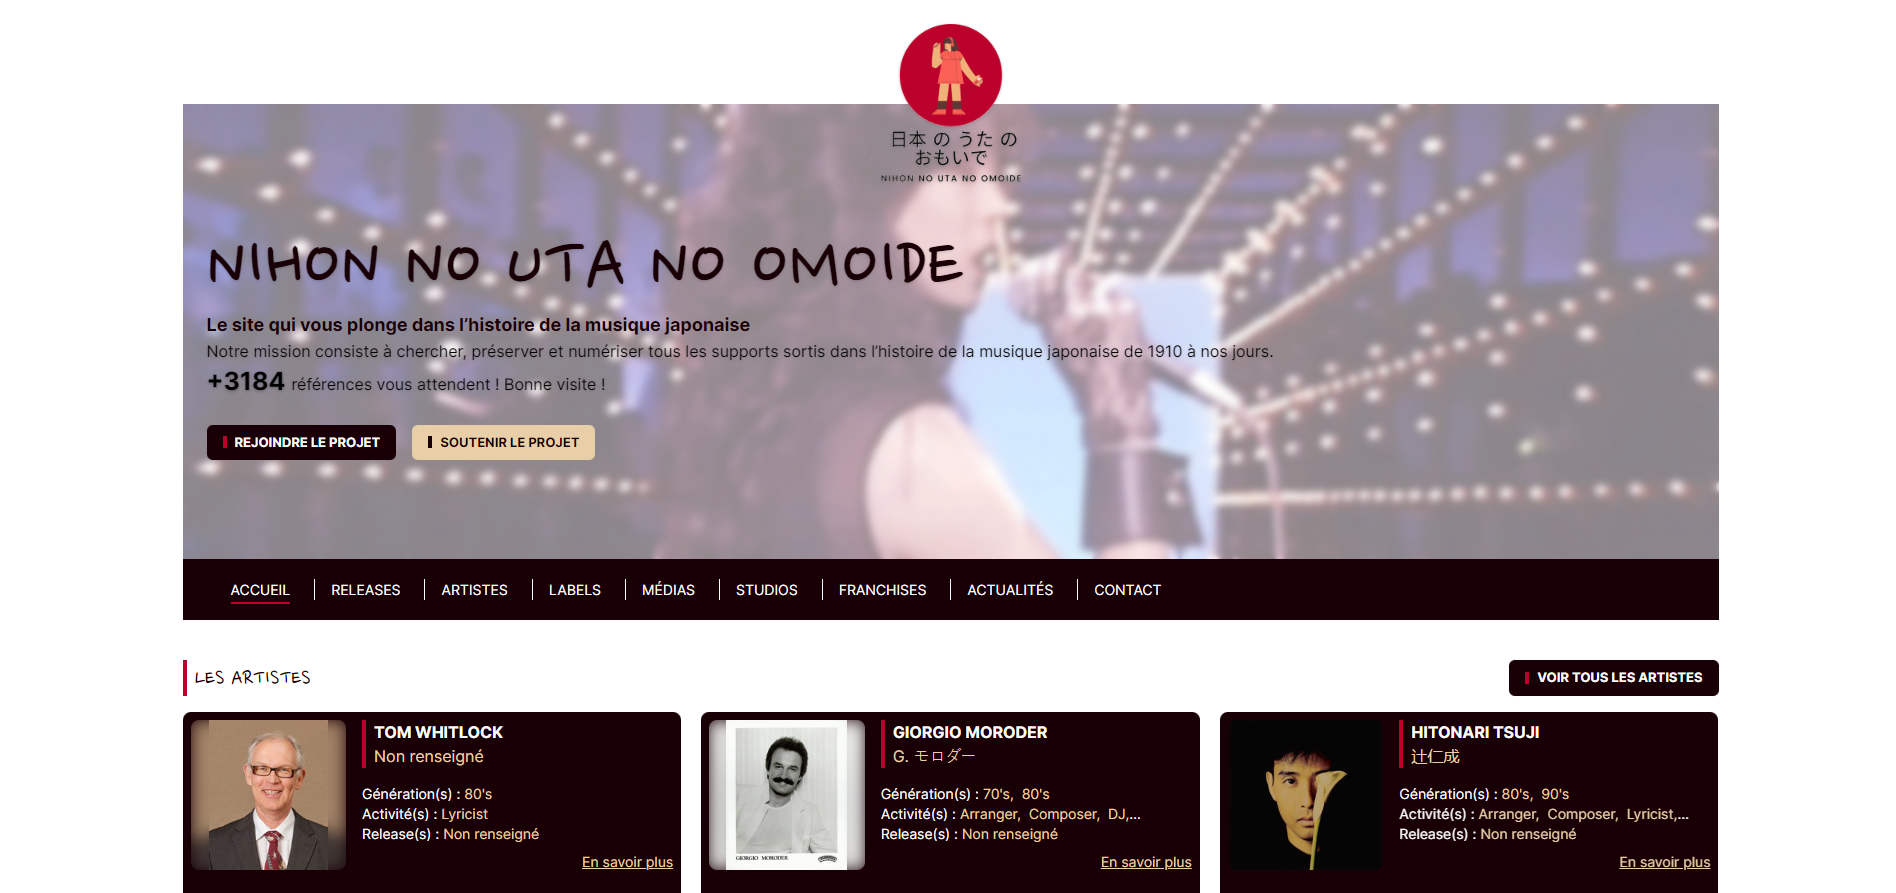 日本 の うた の
おもいで
NIHON NO UTA NO OMOIDE
NIHON NO UTA NO OMOIDE
Le site qui vous plonge dans l’histoire de la musique japonaise
Notre mission consiste à chercher, préserver et numériser tous les supports sortis dans l’histoire de la musique japonaise de 1910 à nos jours.
+3184 références vous attendent ! Bonne visite !
REJOINDRE LE PROJET
SOUTENIR LE PROJET
ACCUEIL
RELEASES
ARTISTES
LABELS
MÉDIAS
STUDIOS
FRANCHISES
ACTUALITÉS
CONTACT
LES ARTISTES
VOIR TOUS LES ARTISTES
TOM WHITLOCK
Non renseigné
Génération(s) : 80's
Activité(s) : Lyricist
Release(s) : Non renseigné
En savoir plus
GIORGIO MORODER
GIORGIO MORODER
G. モロダー
Génération(s) : 70's, 80's
Activité(s) : Arranger, Composer, DJ,...
Release(s) : Non renseigné
En savoir plus
HITONARI TSUJI
辻仁成
Génération(s) : 80's, 90's
Activité(s) : Arranger, Composer, Lyricist,...
Release(s) : Non renseigné
En savoir plus